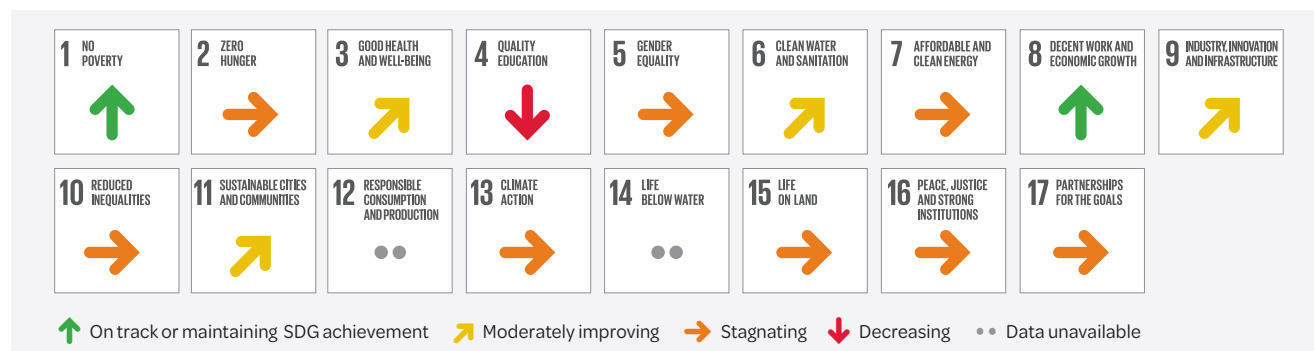 1 NO
POVERTY
2 ZERO
HUNGER
3 GOOD HEALTH
AND WELL-BEING
4 QUALITY
EDUCATION
5 GENDER
EQUALITY
6 CLEAN WATER
AND SANITATION
7 AFFORDABLE AND
CLEAN ENERGY
8 DECENT WORK AND
ECONOMIC GROWTH
9 INDUSTRY, INNOVATION
AND INFRASTRUCTURE
10 REDUCED
INEQUALITIES
11 SUSTAINABLE CITIES
AND COMMUNITIES
12 RESPONSIBLE
CONSUMPTION
AND PRODUCTION
13 CLIMATE
ACTION
14 LIFE
BELOW WATER
15 LIFE
ON LAND
16 PEACE, JUSTICE
AND STRONG
INSTITUTIONS
17 PARTNERSHIPS
FOR THE GOALS
On track or maintaining SDG achievement
Moderately improving
Stagnating
Decreasing
Data unavailable